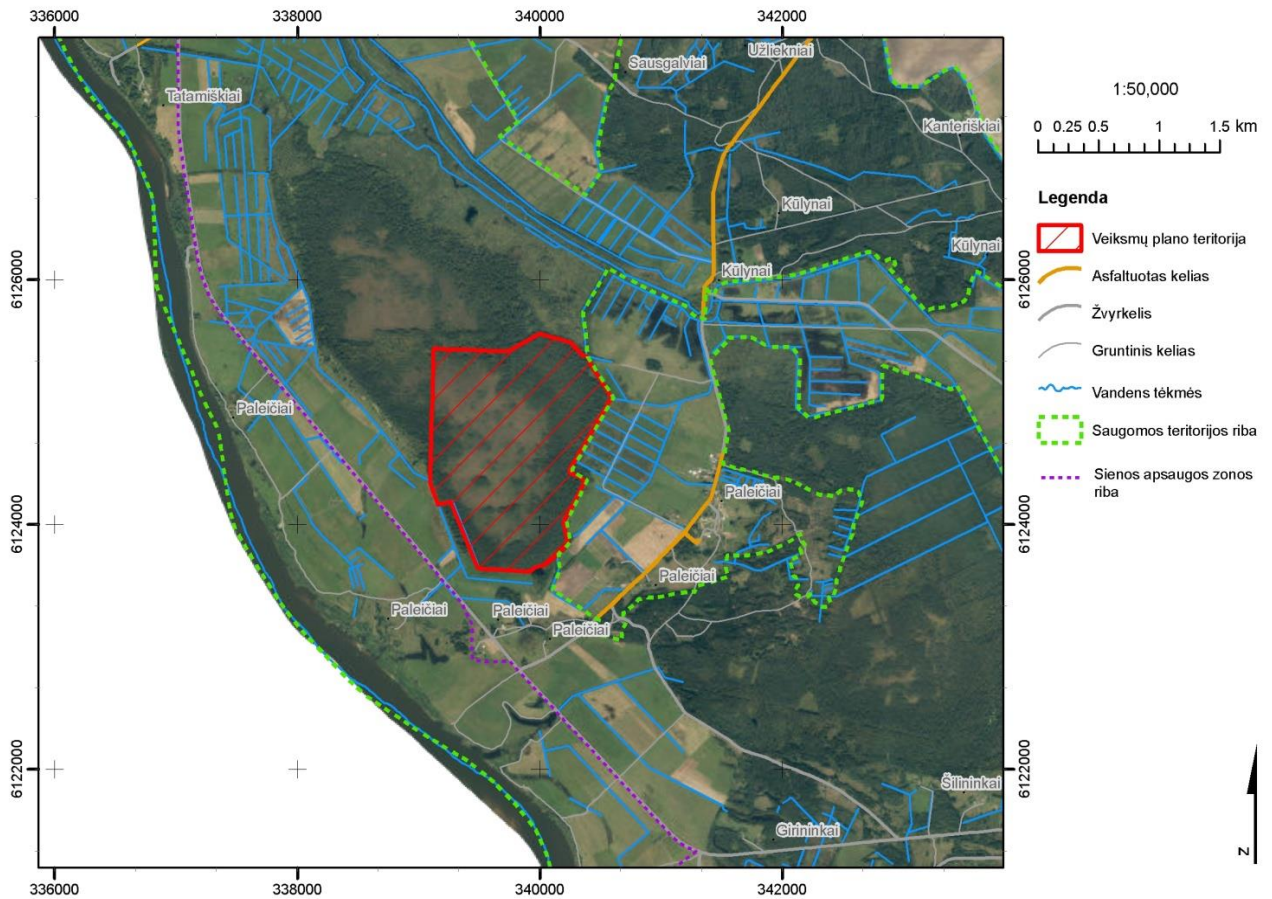 336000 338000 340000 342000
Sausgalviai
Užliekniai
Tatamiškiai
Kanteriškiai
Kūlynai
Kūlynai
Kūlynai
6126000
6126000
Paleičiai
Paleičiai
6124000
6124000
Paleičiai
Paleičiai
Paleičiai
Paleičiai
6122000
6122000
Šilininkai
Girininkai
336000 338000 340000 342000
1:50,000
0 0.25 0.5 1 1.5 km
Legenda
Veiksmų plano teritorija
Asfaltuotas kelias
Žvyrkelis
Gruntinis kelias
Vandens tėkmės
Saugomos teritorijos riba
Sienos apsaugos zonos
riba
Z